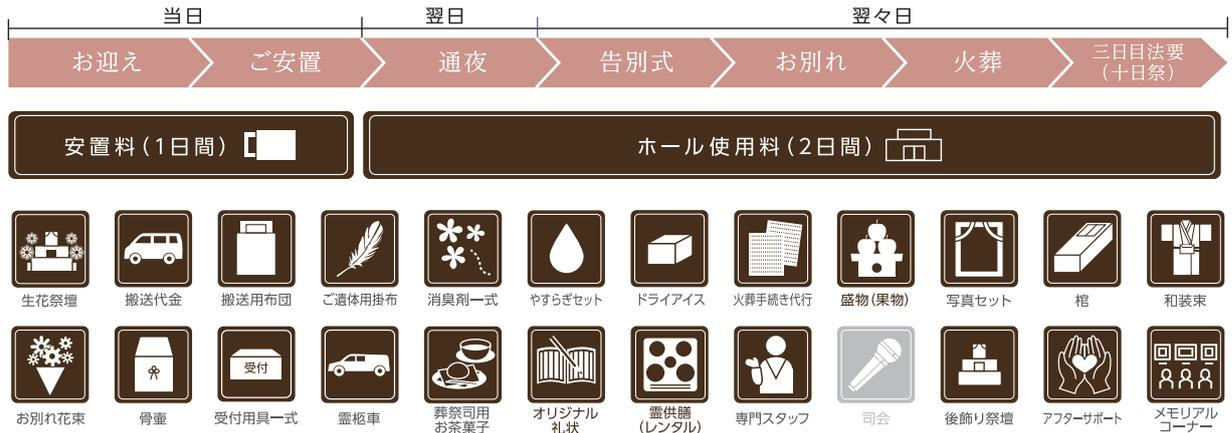 当日
翌日
翌々日
お迎え
ご安置
通夜
告別式
お別れ
火葬
三日目法要
（十日祭）
安置料（1日間）
ホール使用料（2日間）
生花祭壇
搬送代金
搬送用布団
ご遺体用掛布
消臭剤一式
やすらぎセット
ドライアイス
火葬手続き代行
盛物（果物）
写真セット
棺
和装束
受付
お別れ花束
骨壷
受付用具一式
霊柩車
葬祭司用
お茶菓子
オリジナル
礼状
霊供膳
（レンタル）
専門スタッフ
司会
後飾り祭壇
アフターサポート
メモリアル
コーナー